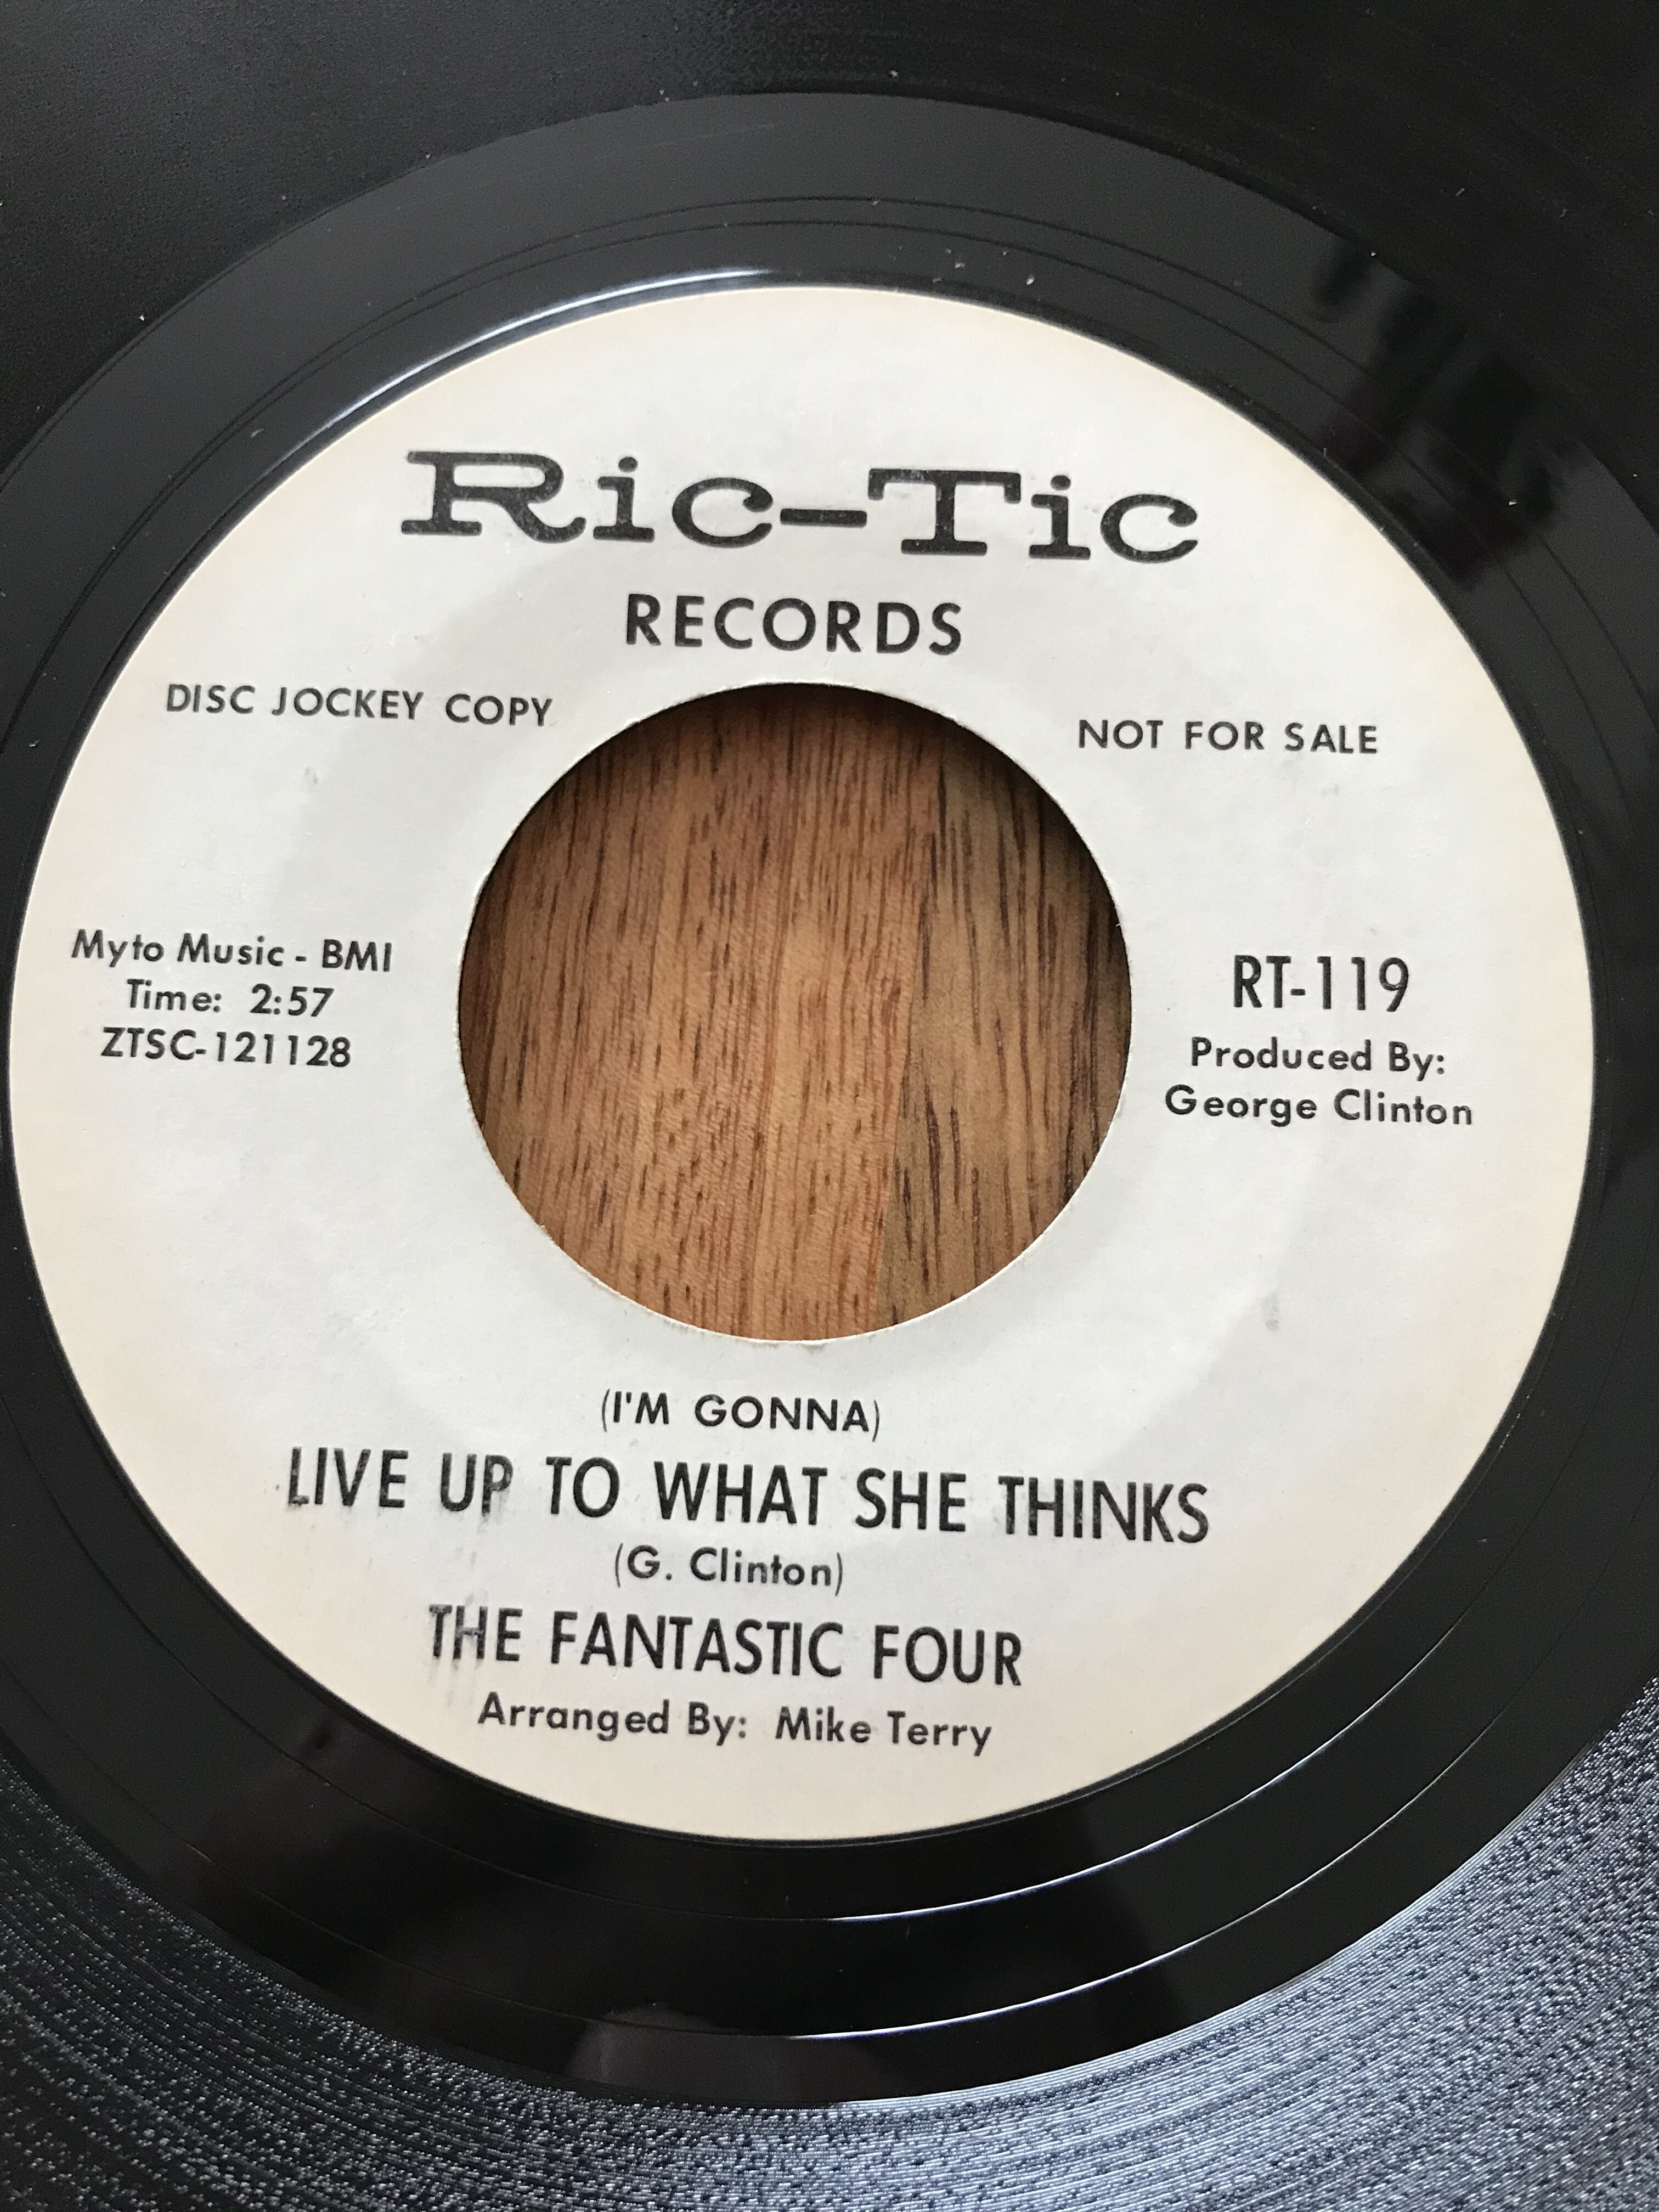 Ric-Tic
RECORDS
DISC JOCKEY COPY
NOT FOR SALE
Myto Music - BMI
Time: 2:57
ZTSC-121128
RT-119
Produced By:
George Clinton
(I'M GONNA)
LIVE UP TO WHAT SHE THINKS
(G. Clinton)
THE FANTASTIC FOUR
Arranged By: Mike Terry